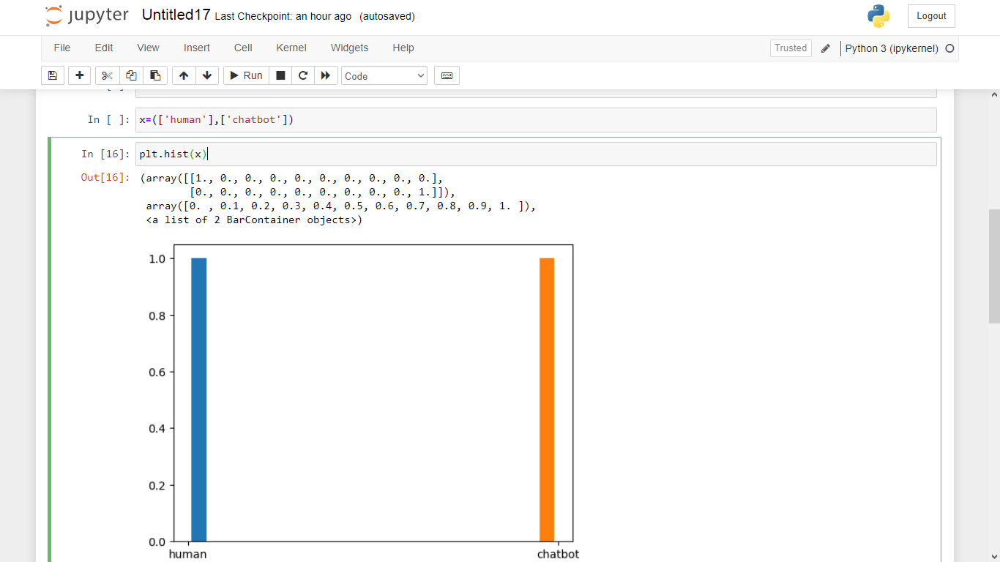 jupyter Untitled17 Last Checkpoint: an hour ago (autosaved)
Logout
File Edit View Insert Cell Kernel Widgets Help
Trusted Python 3 (ipykernel)
Run Code
In [ ]: x=(['human'],['chatbot'])
In [16]: plt.hist(x)
Out[16]: (array([[1., 0., 0., 0., 0., 0., 0., 0., 0., 0.],
[0., 0., 0., 0., 0., 0., 0., 0., 0., 1.]]),
array([0. , 0.1, 0.2, 0.3, 0.4, 0.5, 0.6, 0.7, 0.8, 0.9, 1. ]),
<a list of 2 BarContainer objects>)
1.0
0.8
0.6
0.4
0.2
0.0
human chatbot